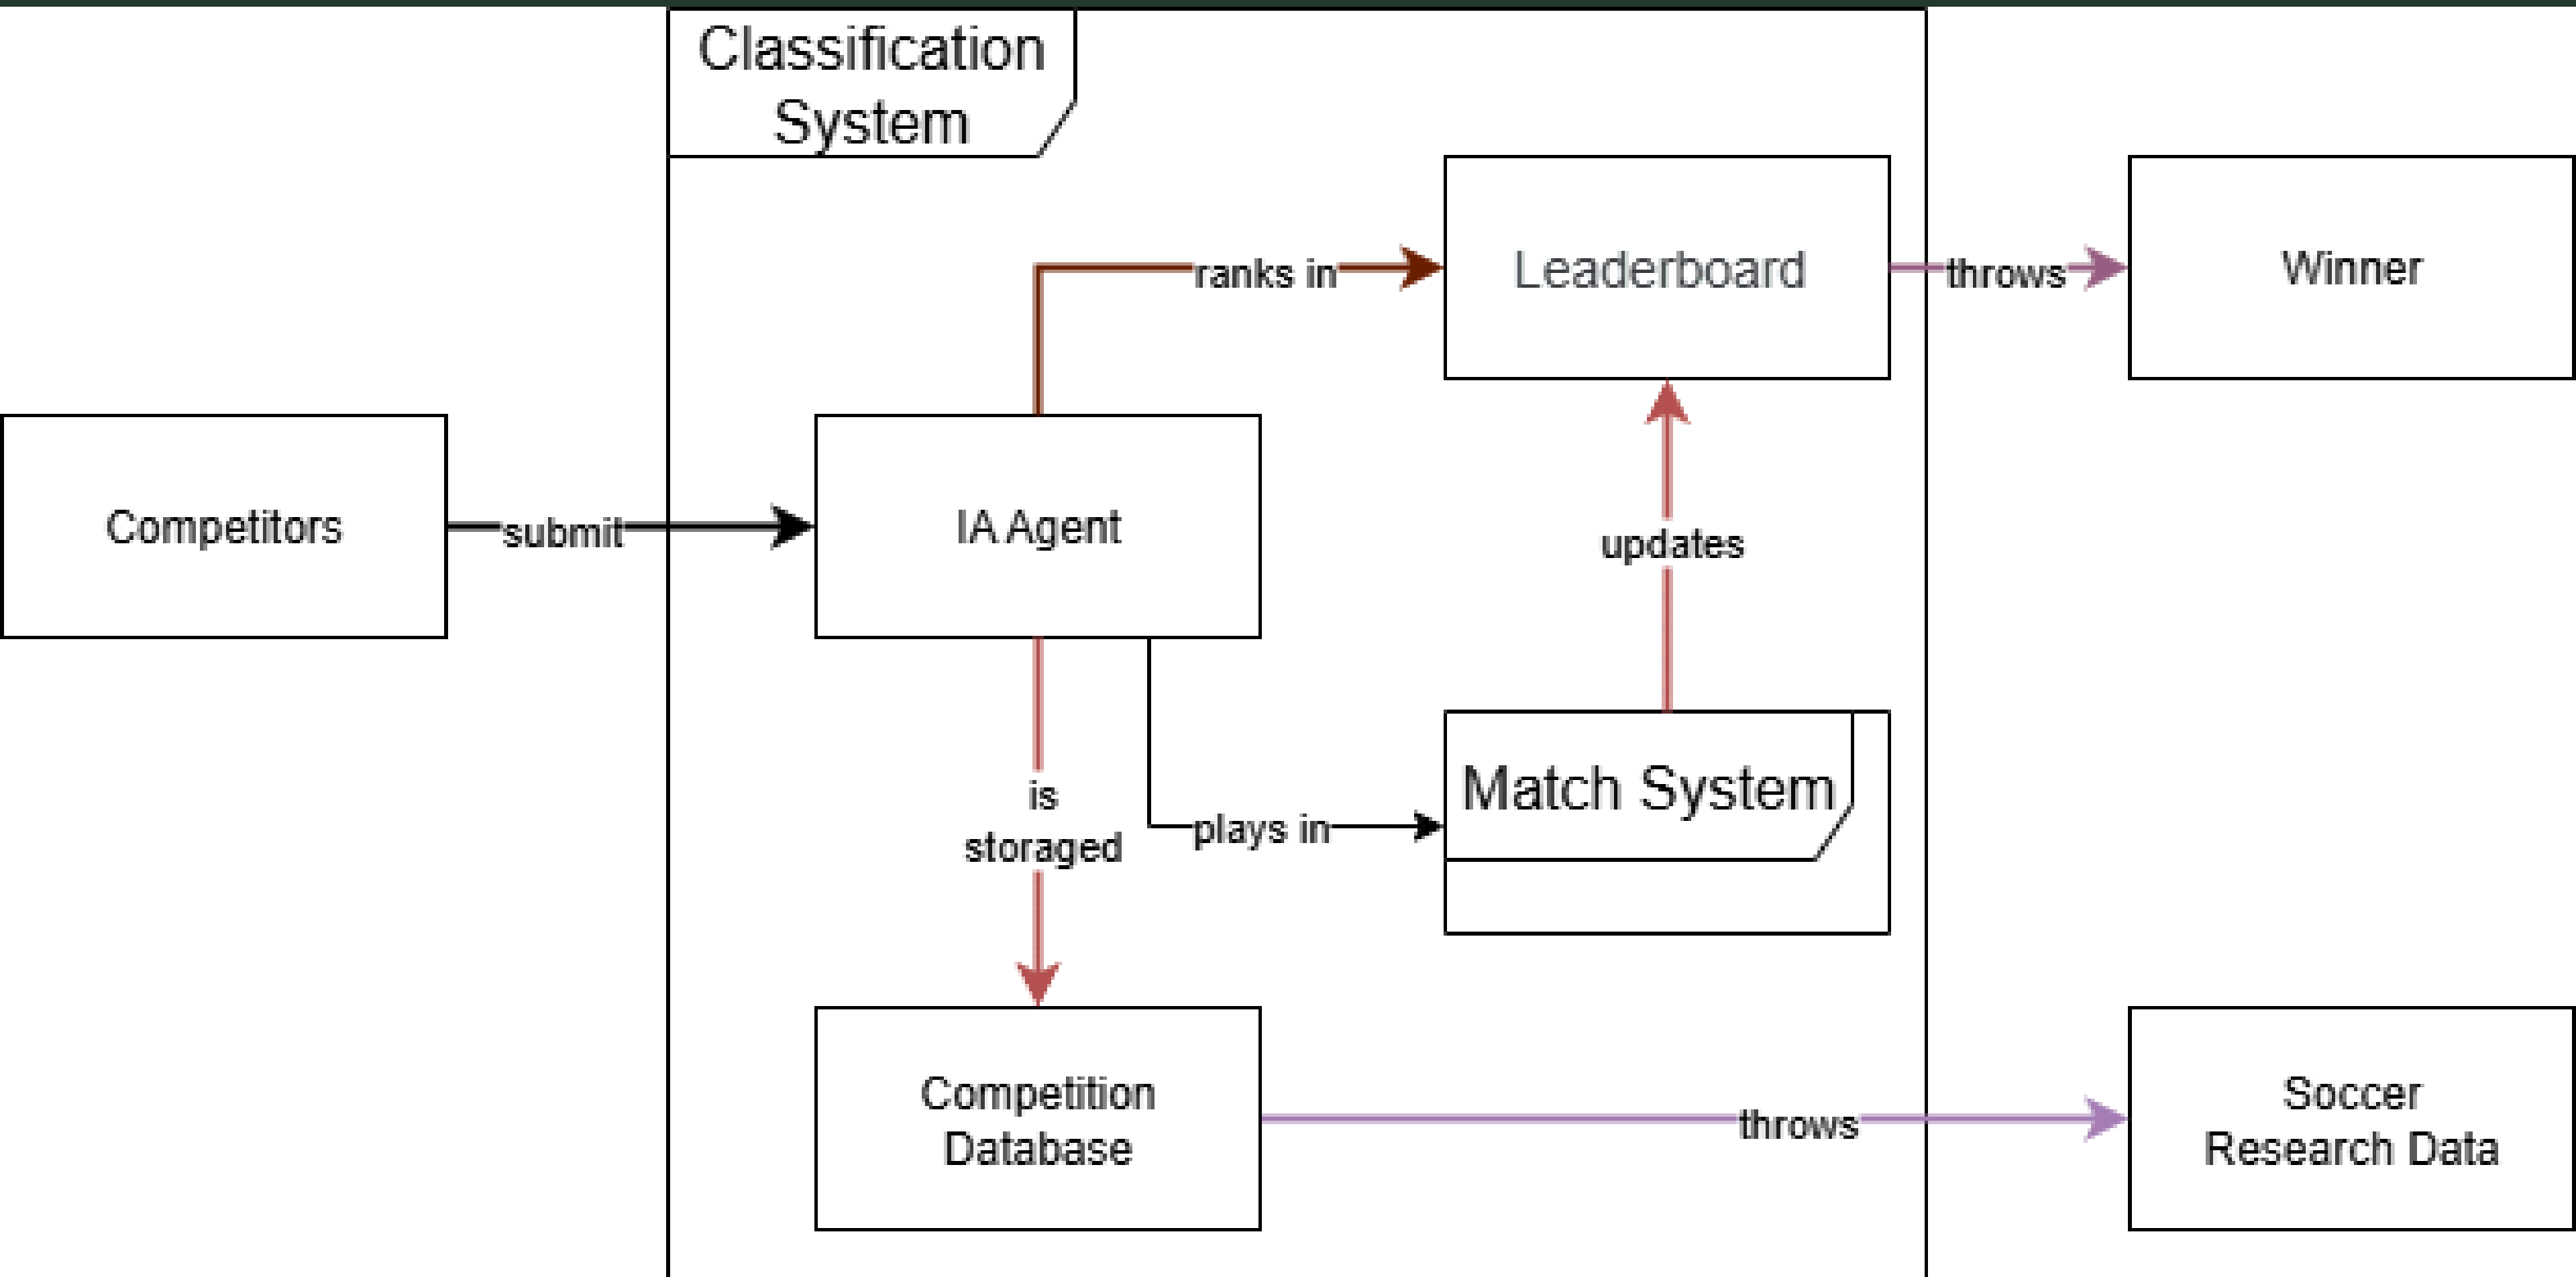 Classification
System
ranks in
Leaderboard
throws
Winner
Competitors
submit
IA Agent
updates
is
storaged
plays in
Match System
Competition
Database
throws
Soccer
Research Data